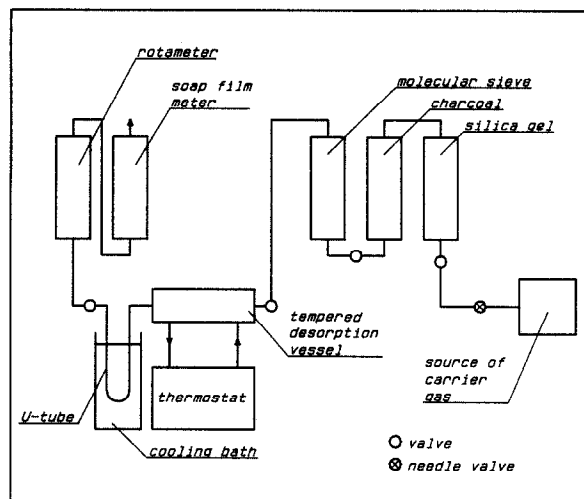 rotameter
soap film
meter
molecular sieve
charcoal
silica gel
tempered
desorption
vessel
source of
carrier
gas
thermostat
U-tube
cooling bath
valve
needle valve